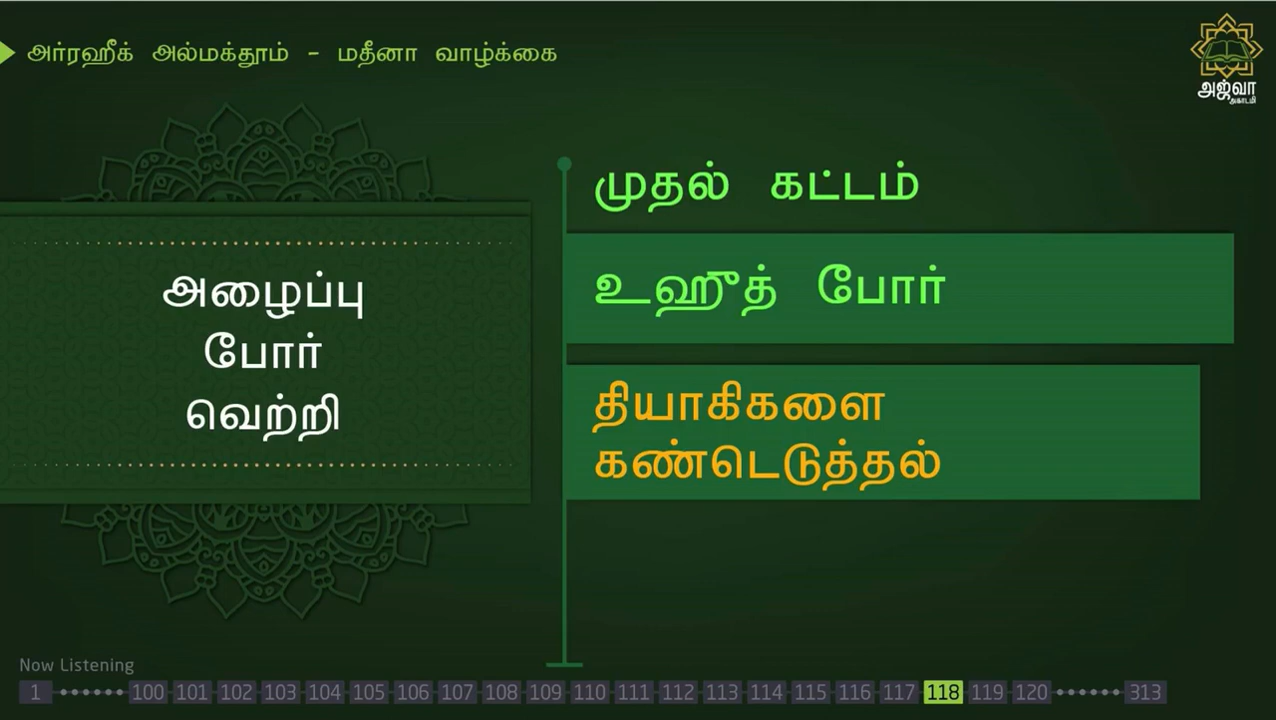 அர்ரஹீக் அல்மக்தூம் - மதீனா வாழ்க்கை
அஜ்வா
அகாடமி
முதல் கட்டம்
அழைப்பு
போர்
வெற்றி
உஹுத் போர்
தியாகிகளை
கண்டெடுத்தல்
Now Listening
1 100 101 102 103 104 105 106 107 108 109 110 111 112 113 114 115 116 117 118 119 120 313